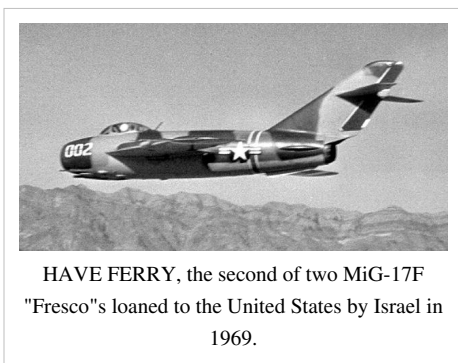 002
HAVE FERRY, the second of two MiG-17F
"Fresco"s loaned to the United States by Israel in
1969.